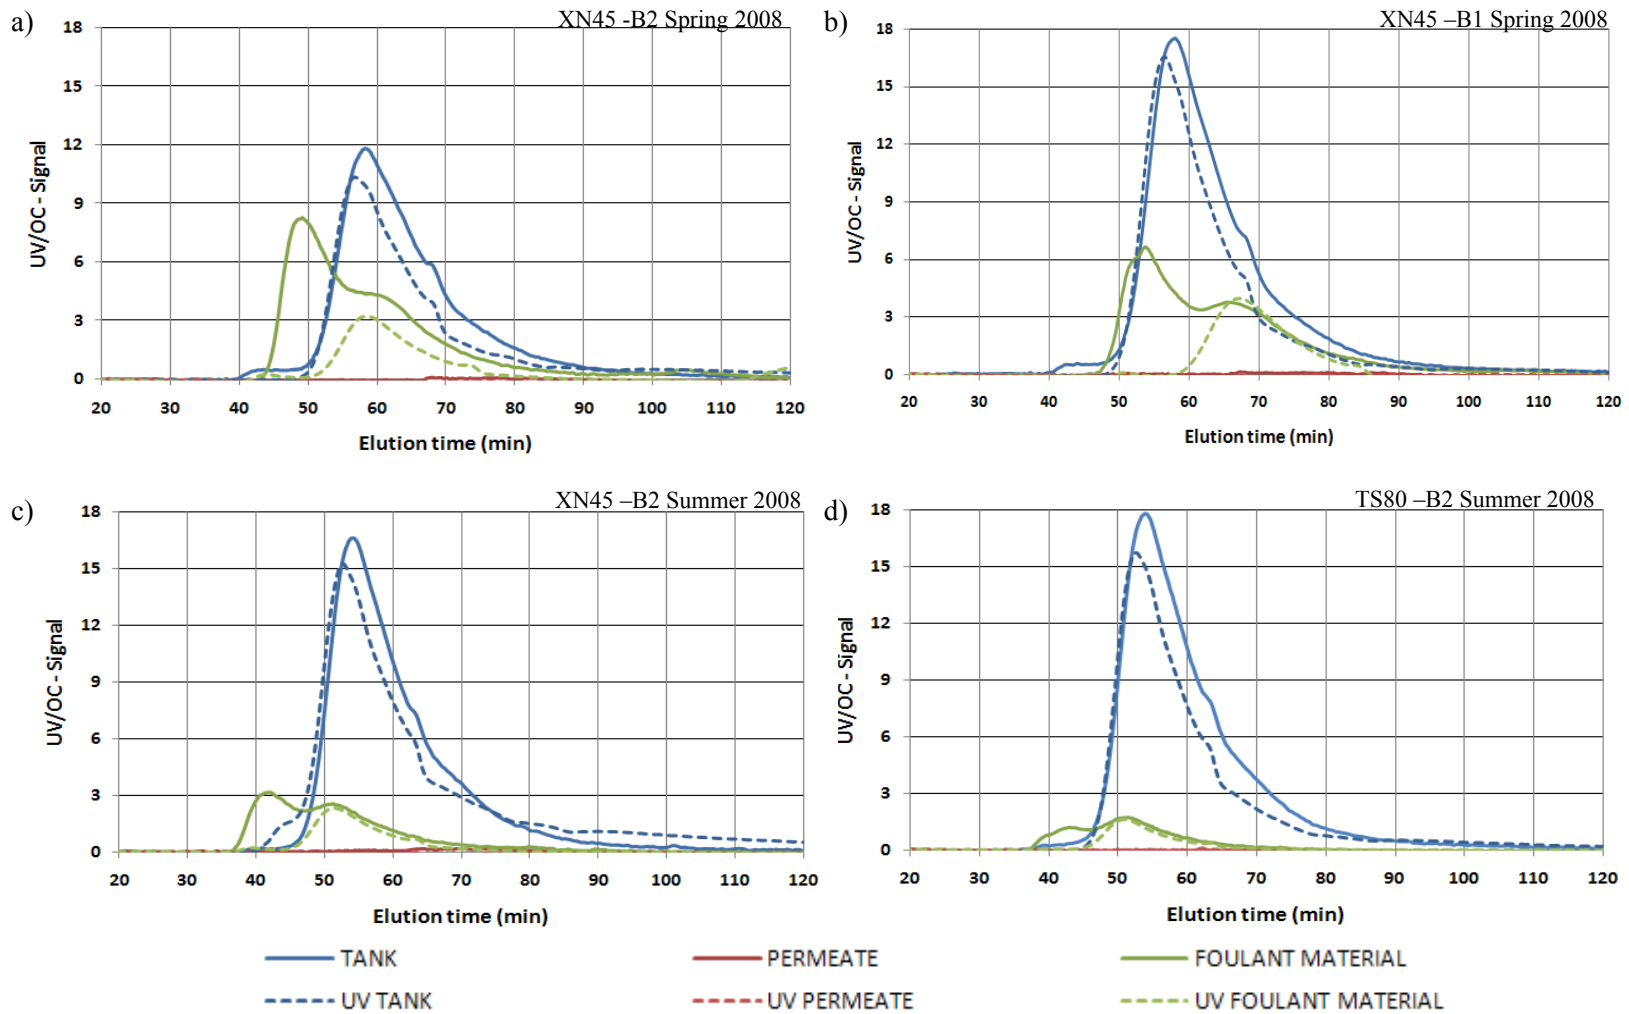 a) XN45 -B2 Spring 2008
18
15
12
9
6
3
0
UV/OC - Signal
20 30 40 50 60 70 80 90 100 110 120
Elution time (min)
b) XN45 –B1 Spring 2008
18
15
12
9
6
3
0
UV/OC - Signal
20 30 40 50 60 70 80 90 100 110 120
Elution time (min)
c) XN45 –B2 Summer 2008
18
15
12
9
6
3
0
UV/OC - Signal
20 30 40 50 60 70 80 90 100 110 120
Elution time (min)
d) TS80 –B2 Summer 2008
18
15
12
9
6
3
0
UV/OC - Signal
20 30 40 50 60 70 80 90 100 110 120
Elution time (min)
TANK PERMEATE FOULANT MATERIAL
UV TANK UV PERMEATE UV FOULANT MATERIAL